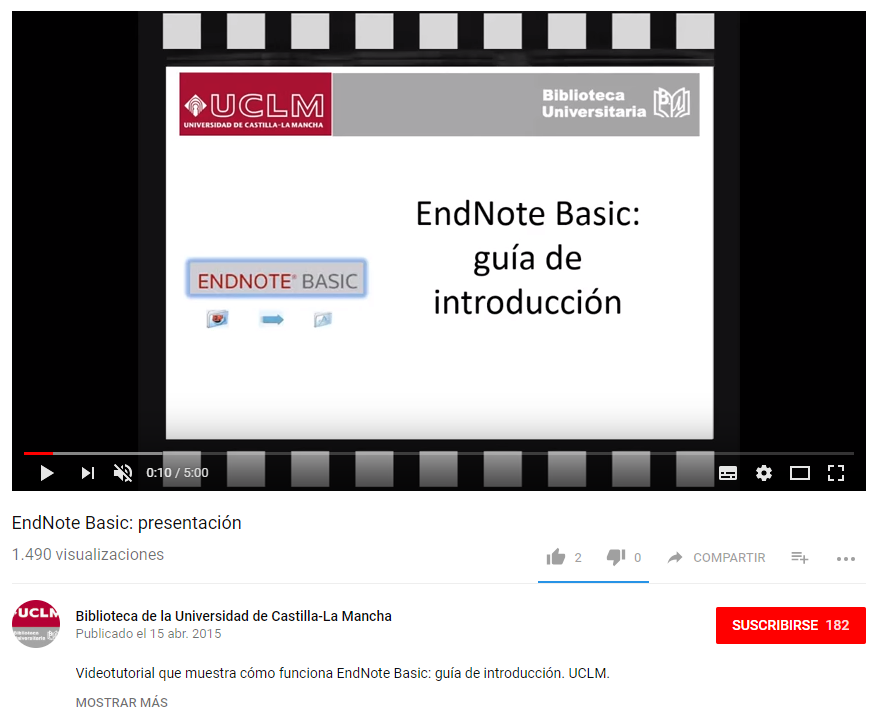 UCLM
UNIVERSIDAD DE CASTILLA-LA MANCHA
Biblioteca
Universitaria
EndNote Basic:
guía de
introducción
ENDNOTE® BASIC
0:10 / 5:00
EndNote Basic: presentación
1.490 visualizaciones
2
0
COMPARTIR
UCLM
Biblioteca
Universitaria
Biblioteca de la Universidad de Castilla-La Mancha
Publicado el 15 abr. 2015
SUSCRIBIRSE 182
Videotutorial que muestra cómo funciona EndNote Basic: guía de introducción. UCLM.
MOSTRAR MÁS